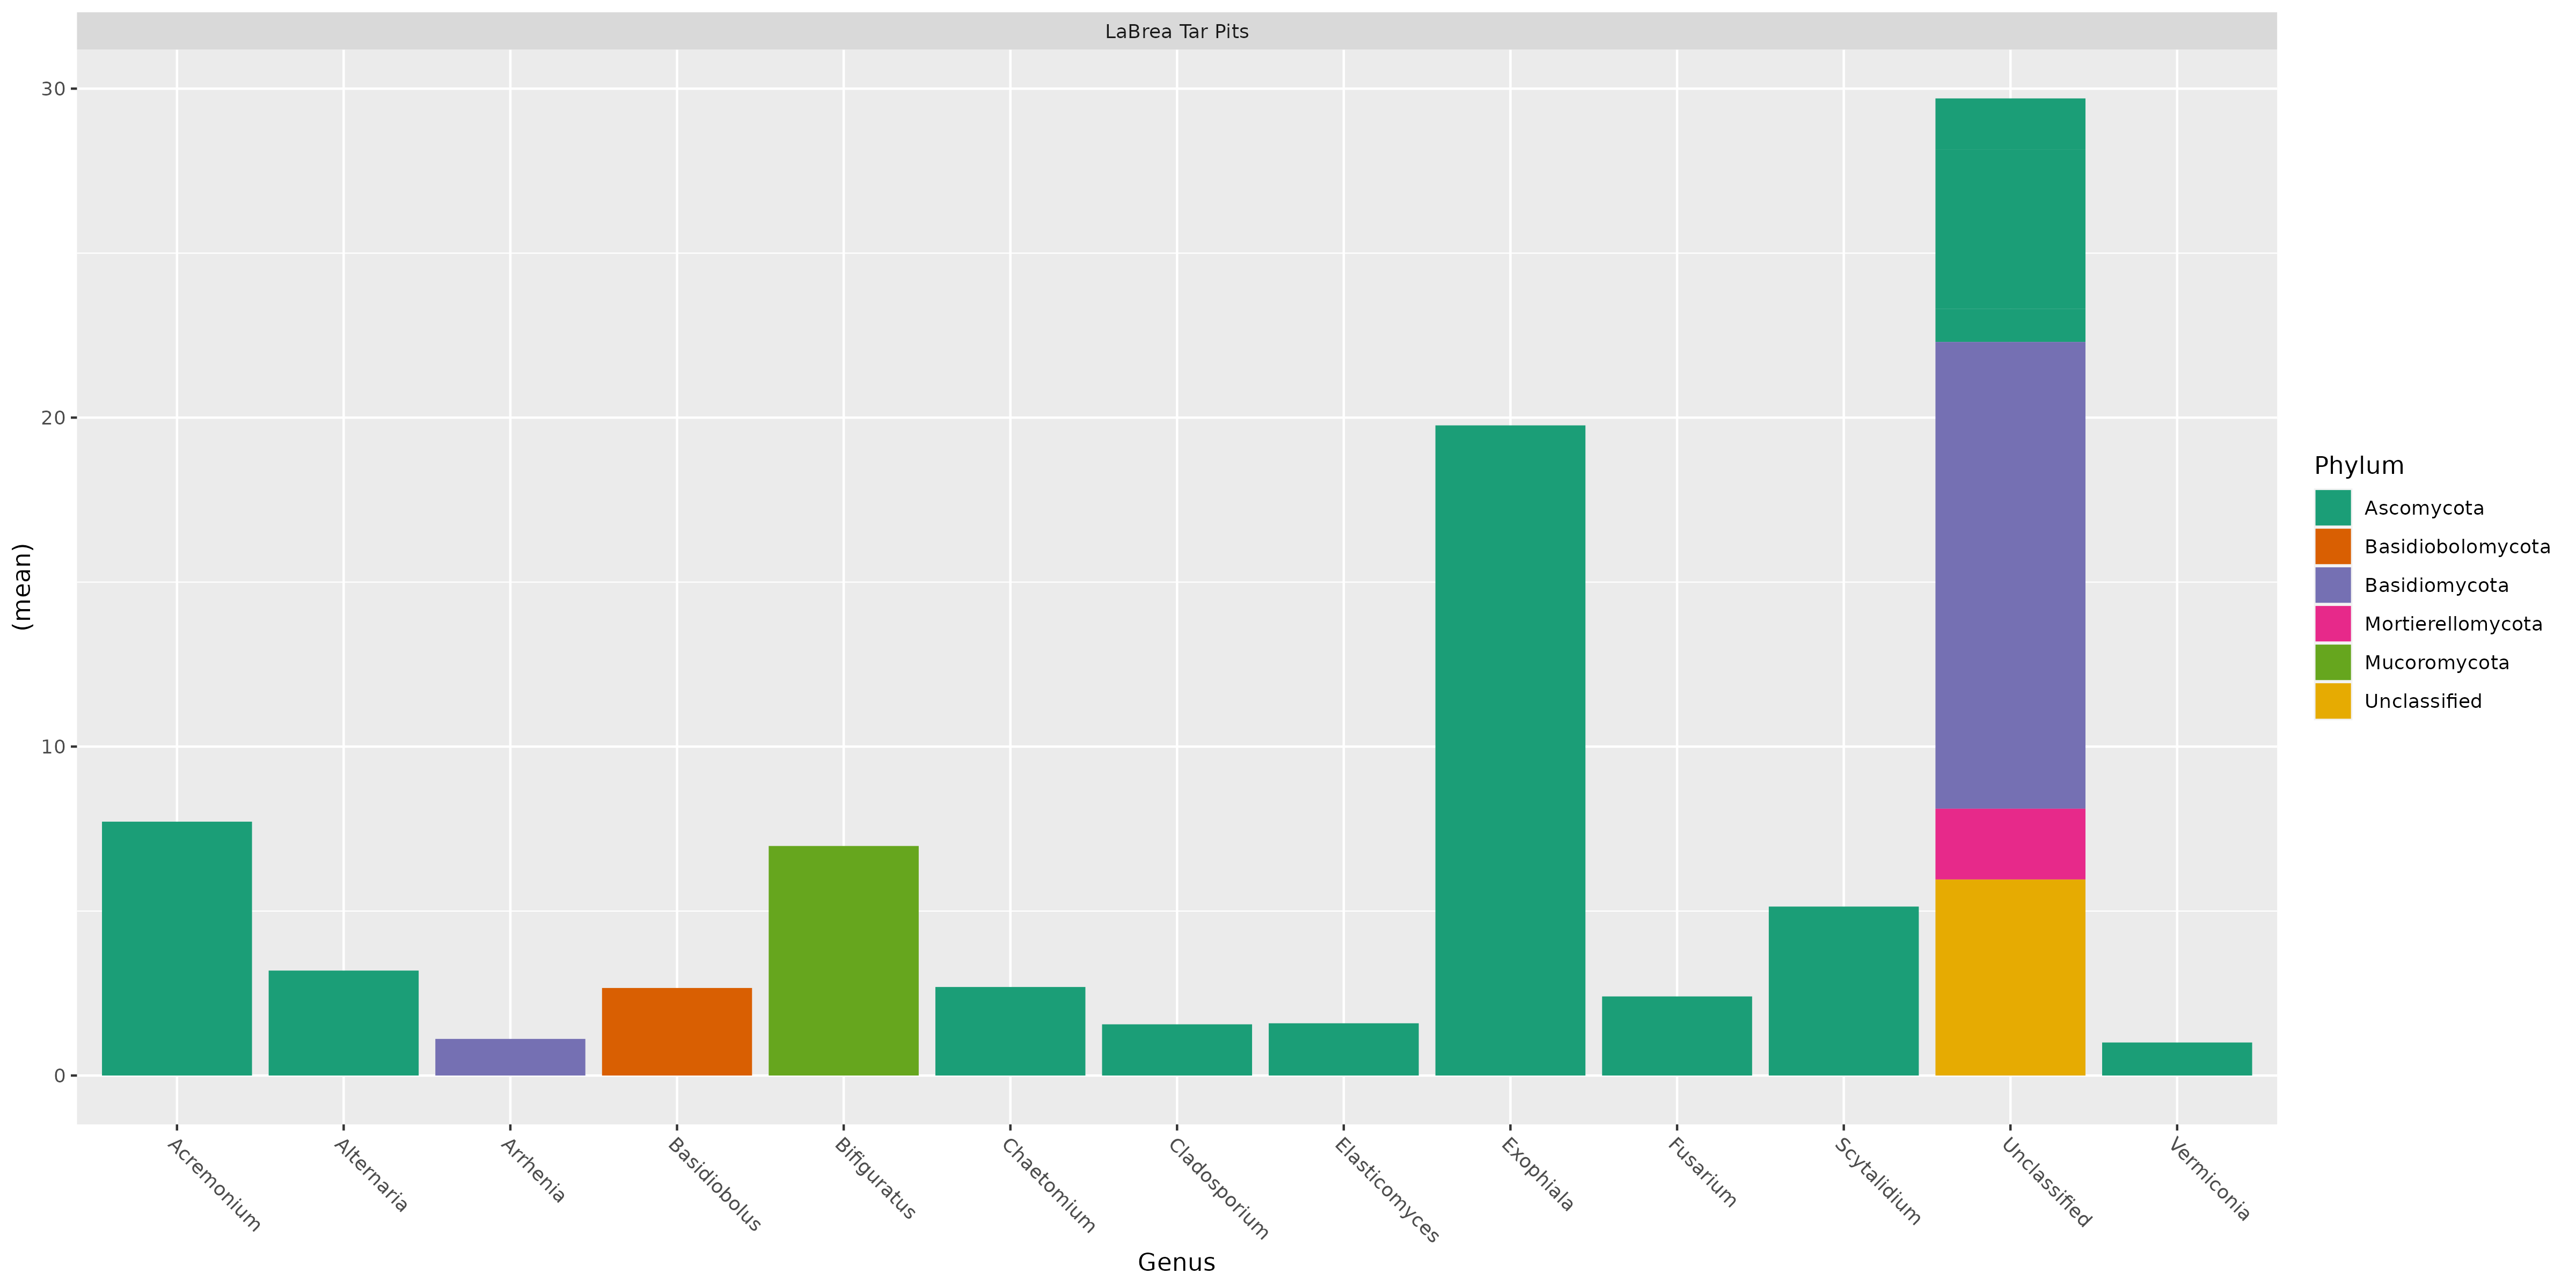 LaBrea Tar Pits
30
20
10
0
(mean)
Acremonium
Alternaria
Arrhenia
Basidiobolus
Bifiguratus
Chaetomium
Cladosporium
Elasticomyces
Exophiala
Fusarium
Scytalidium
Unclassified
Vermiconia
Genus
Phylum
Ascomycota
Basidiobolomycota
Basidiomycota
Mortierellomycota
Mucoromycota
Unclassified